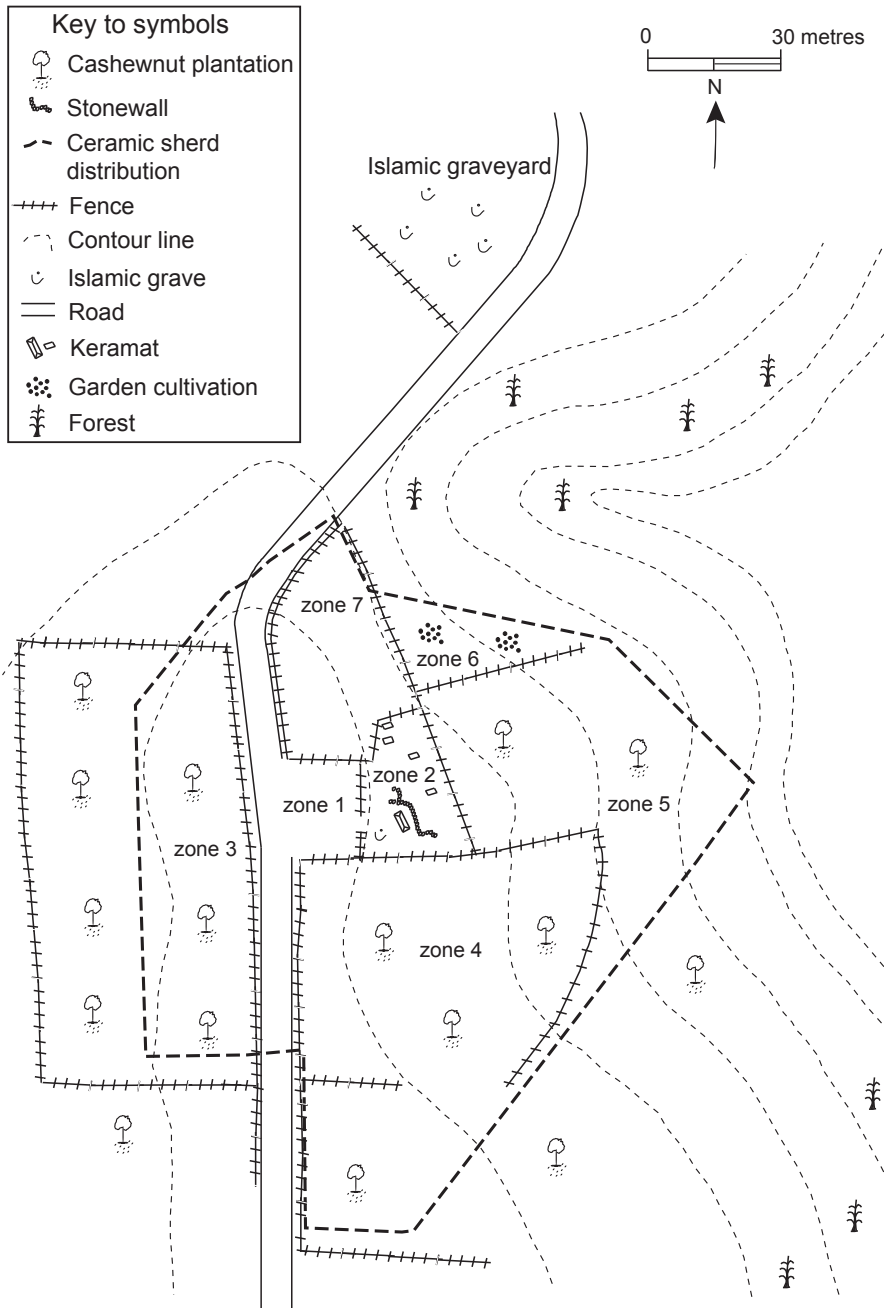 Key to symbols
Cashewnut plantation
Stonewall
Ceramic sherd
distribution
Fence
Contour line
Islamic grave
Road
Keramat
Garden cultivation
Forest
0 30 metres
N
Islamic graveyard
zone 7
zone 6
zone 2
zone 1
zone 5
zone 3
zone 4